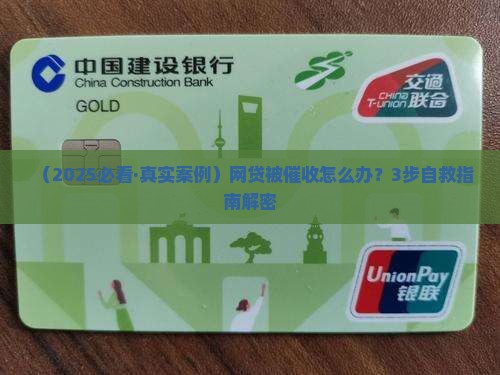 中国建设银行
China Construction Bank
GOLD
交通
CHINA
T-UNION 联合
（2025必看·真实案例）网贷被催收怎么办？3步自救指
南解密
UnionPay
银联